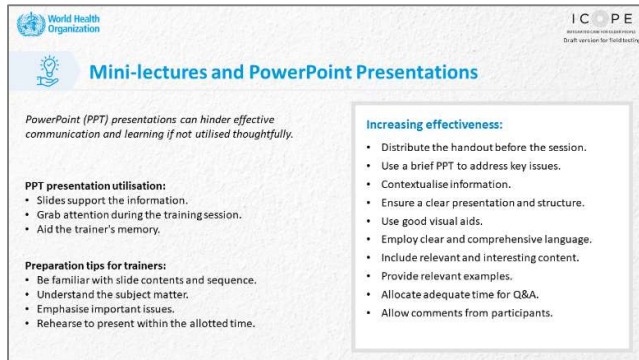 World Health
Organization
ICOPE
INTEGRATED CARE FOR OLDER PEOPLE
Draft version for field testing
Mini-lectures and PowerPoint Presentations
PowerPoint (PPT) presentations can hinder effective
communication and learning if not utilised thoughtfully.
PPT presentation utilisation:
• Slides support the information.
• Grab attention during the training session.
• Aid the trainer's memory.
Preparation tips for trainers:
• Be familiar with slide contents and sequence.
• Understand the subject matter.
• Emphasise important issues.
• Rehearse to present within the allotted time.
Increasing effectiveness:
• Distribute the handout before the session.
• Use a brief PPT to address key issues.
• Contextualise information.
• Ensure a clear presentation and structure.
• Use good visual aids.
• Employ clear and comprehensive language.
• Include relevant and interesting content.
• Provide relevant examples.
• Allocate adequate time for Q&A.
• Allow comments from participants.